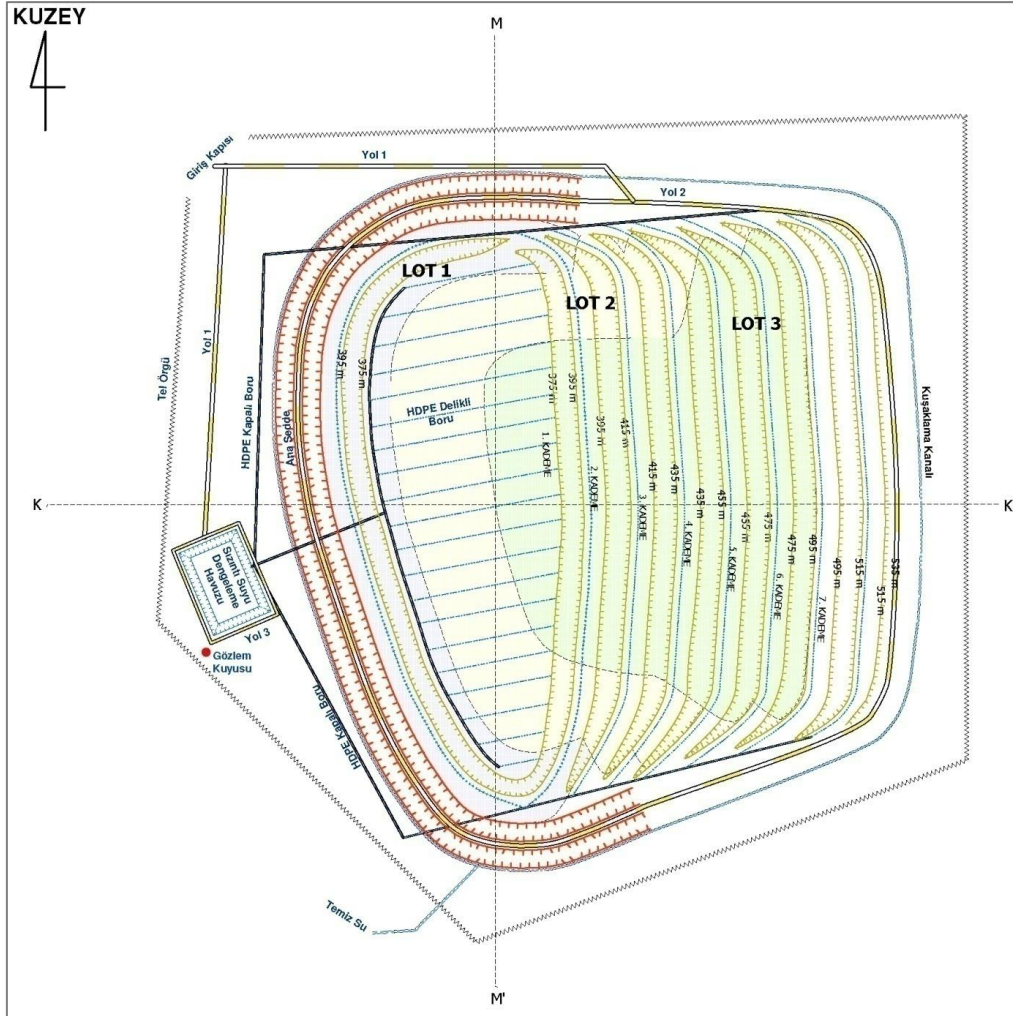 KUZEY
M
Giriş Kapısı
Yol 1
Yol 2
LOT 1
LOT 2
LOT 3
Yol 1
Tel Örgü
HDPE Kapalı Boru
Ana Sedde
395 m
375 m
HDPE Delikli
Boru
375 m
395 m
395 m
415 m
415 m
435 m
435 m
455 m
455 m
475 m
475 m
495 m
495 m
515 m
515 m
535 m
1. KADEME
2. KADEME
3. KADEME
4. KADEME
5. KADEME
6. KADEME
7. KADEME
Kuşaklama Kanalı
K
K
Sızıntı Suyu
Dengeleme
Havuzu
Yol 3
Gözlem
Kuyusu
HDPE Kapalı Boru
Temiz Su
M'